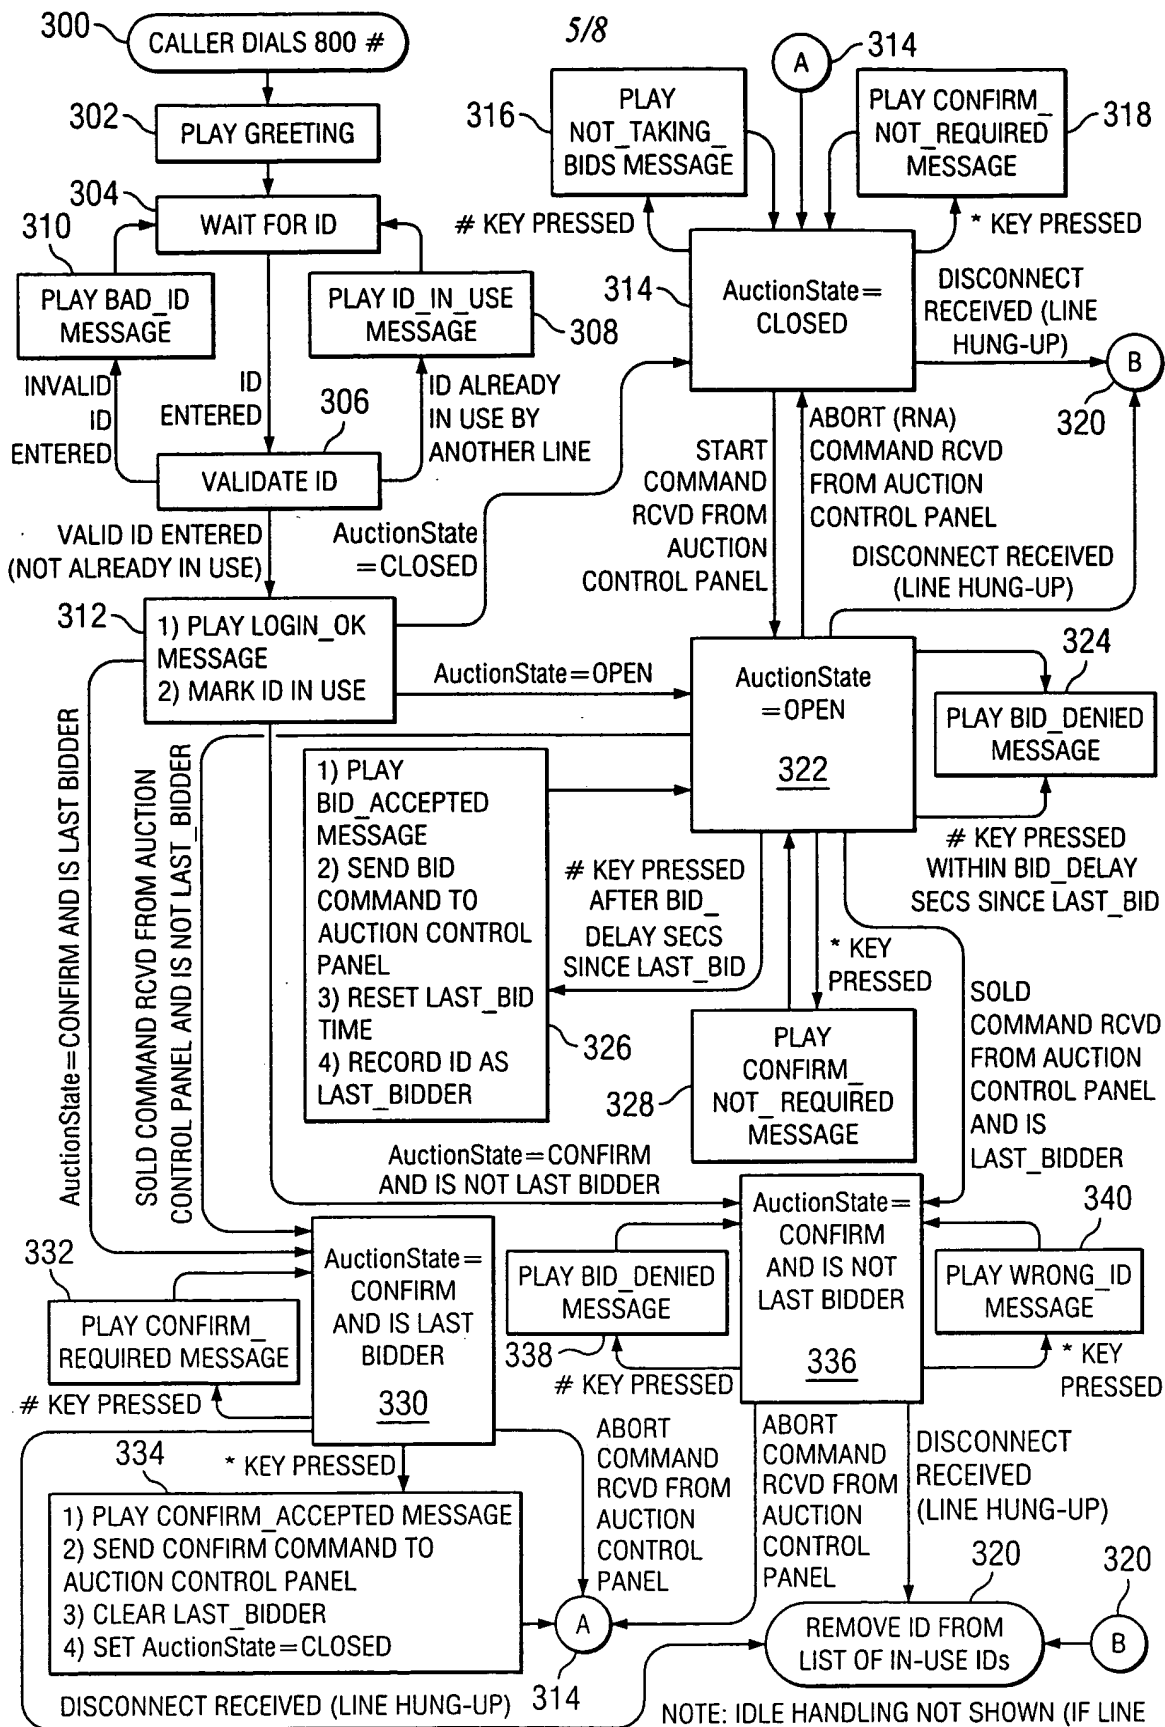 5/8
300
CALLER DIALS 800 #
302
PLAY GREETING
304
WAIT FOR ID
310
PLAY BAD_ID
MESSAGE
PLAY ID_IN_USE
MESSAGE
308
INVALID
ID
ENTERED
ID
ENTERED
306
ID ALREADY
IN USE BY
ANOTHER LINE
VALIDATE ID
VALID ID ENTERED
(NOT ALREADY IN USE)
AuctionState
=CLOSED
312
1) PLAY LOGIN_OK
MESSAGE
2) MARK ID IN USE
A
314
316
PLAY
NOT_TAKING_
BIDS MESSAGE
PLAY CONFIRM_
NOT_REQUIRED
MESSAGE
318
# KEY PRESSED
* KEY PRESSED
314
AuctionState=
CLOSED
DISCONNECT
RECEIVED (LINE
HUNG-UP)
B
320
START
COMMAND
RCVD FROM
AUCTION
CONTROL PANEL
ABORT (RNA)
COMMAND RCVD
FROM AUCTION
CONTROL PANEL
DISCONNECT RECEIVED
(LINE HUNG-UP)
AuctionState=OPEN
AuctionState
=OPEN
322
324
PLAY BID_DENIED
MESSAGE
# KEY PRESSED
WITHIN BID_DELAY
SECS SINCE LAST_BID
AuctionState=CONFIRM AND IS LAST BIDDER
SOLD COMMAND RCVD FROM AUCTION
CONTROL PANEL AND IS NOT LAST_BIDDER
1) PLAY
BID_ACCEPTED
MESSAGE
2) SEND BID
COMMAND TO
AUCTION CONTROL
PANEL
3) RESET LAST_BID
TIME
4) RECORD ID AS
LAST_BIDDER
326
# KEY PRESSED
AFTER BID_
DELAY SECS
SINCE LAST_BID
* KEY
PRESSED
328
PLAY
CONFIRM_
NOT_REQUIRED
MESSAGE
SOLD
COMMAND RCVD
FROM AUCTION
CONTROL PANEL
AND IS
LAST_BIDDER
AuctionState=CONFIRM
AND IS NOT LAST BIDDER
332
PLAY CONFIRM_
REQUIRED MESSAGE
# KEY PRESSED
AuctionState=
CONFIRM
AND IS LAST
BIDDER
330
PLAY BID_DENIED
MESSAGE
338
# KEY PRESSED
AuctionState=
CONFIRM
AND IS NOT
LAST BIDDER
336
340
PLAY WRONG_ID
MESSAGE
* KEY
PRESSED
334
* KEY PRESSED
1) PLAY CONFIRM_ACCEPTED MESSAGE
2) SEND CONFIRM COMMAND TO
AUCTION CONTROL PANEL
3) CLEAR LAST_BIDDER
4) SET AuctionState=CLOSED
ABORT
COMMAND
RCVD FROM
AUCTION
CONTROL
PANEL
ABORT
COMMAND
RCVD FROM
AUCTION
CONTROL
PANEL
DISCONNECT
RECEIVED
(LINE HUNG-UP)
A
314
320
REMOVE ID FROM
LIST OF IN-USE IDs
320
B
DISCONNECT RECEIVED (LINE HUNG-UP)
NOTE: IDLE HANDLING NOT SHOWN (IF LINE